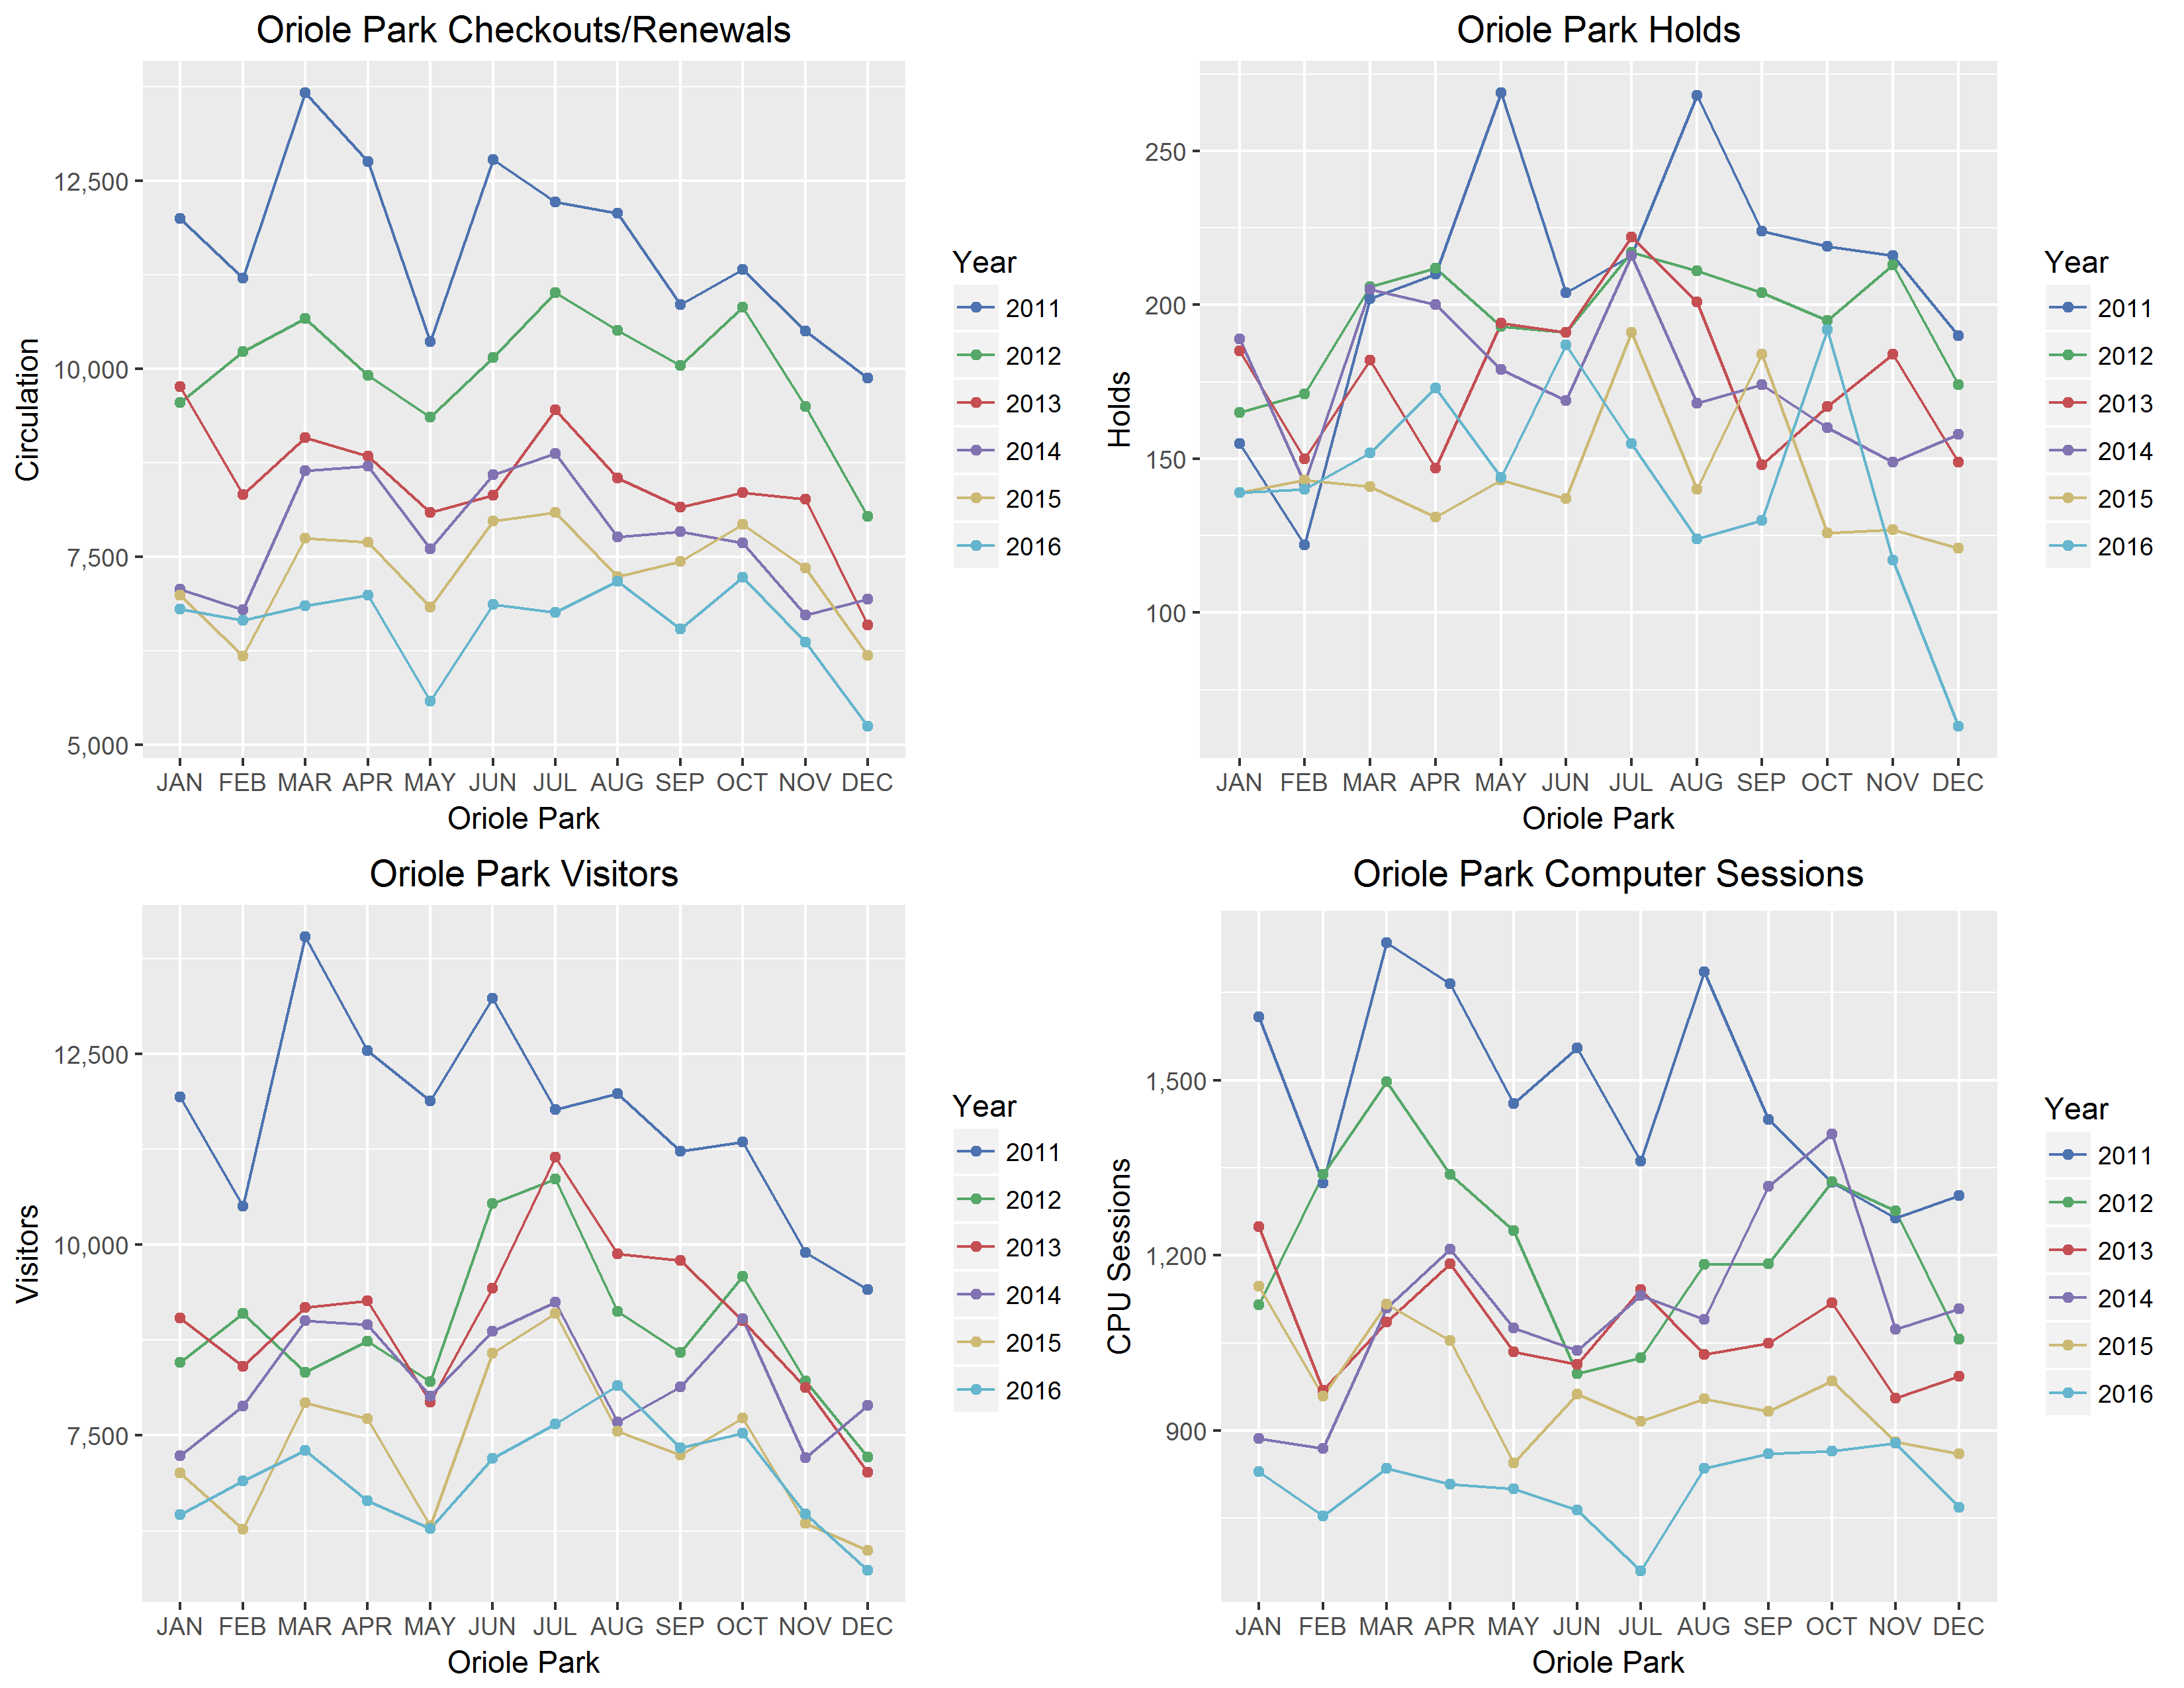 Oriole Park Checkouts/Renewals
Circulation
12,500
10,000
7,500
5,000
JAN FEB MAR APR MAY JUN JUL AUG SEP OCT NOV DEC
Oriole Park
Year
2011
2012
2013
2014
2015
2016
Oriole Park Holds
Holds
250
200
150
100
JAN FEB MAR APR MAY JUN JUL AUG SEP OCT NOV DEC
Oriole Park
Year
2011
2012
2013
2014
2015
2016
Oriole Park Visitors
Visitors
12,500
10,000
7,500
JAN FEB MAR APR MAY JUN JUL AUG SEP OCT NOV DEC
Oriole Park
Year
2011
2012
2013
2014
2015
2016
Oriole Park Computer Sessions
CPU Sessions
1,500
1,200
900
JAN FEB MAR APR MAY JUN JUL AUG SEP OCT NOV DEC
Oriole Park
Year
2011
2012
2013
2014
2015
2016